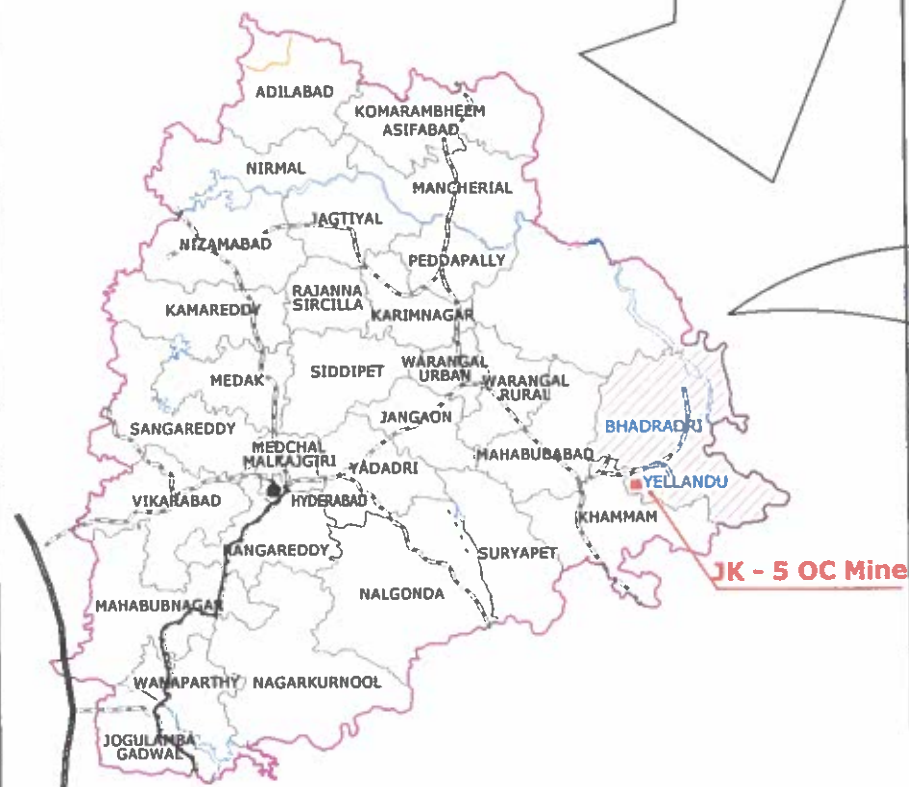 ADILABAD
KOMARAMBHEEM
ASIFABAD
NIRMAL
MANCHERIAL
JAGTIYAL
NIZAMABAD
PEDDAPALLY
RAJANNA
SIRCILLA
KAMAREDDY
KARIMNAGAR
SIDDIPET
WARANGAL
URBAN
MEDAK
WARANGAL
RURAL
JANGAON
SANGAREDDY
BHADRADRI
MEDCHAL
MALKAJGIRI
YADADRI
MAHABUBABAD
YELLANDU
VIKARABAD
HYDERABAD
KHAMMAM
RANGAREDDY
SURYAPET
JK - 5 OC Mine
NALGONDA
MAHABUBNAGAR
WANAPARTHY
NAGARKURNOOL
JOGULAMBA
GADWAL